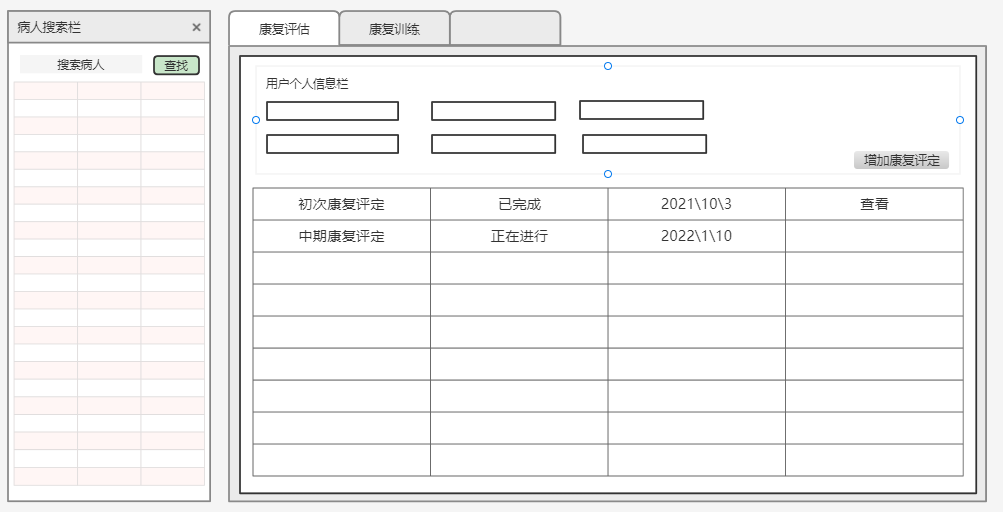 病人搜索栏
搜索病人 查找
康复评估 康复训练
用户个人信息栏
增加康复评定
初次康复评定 已完成 2021\10\3 查看
中期康复评定 正在进行 2022\1\10